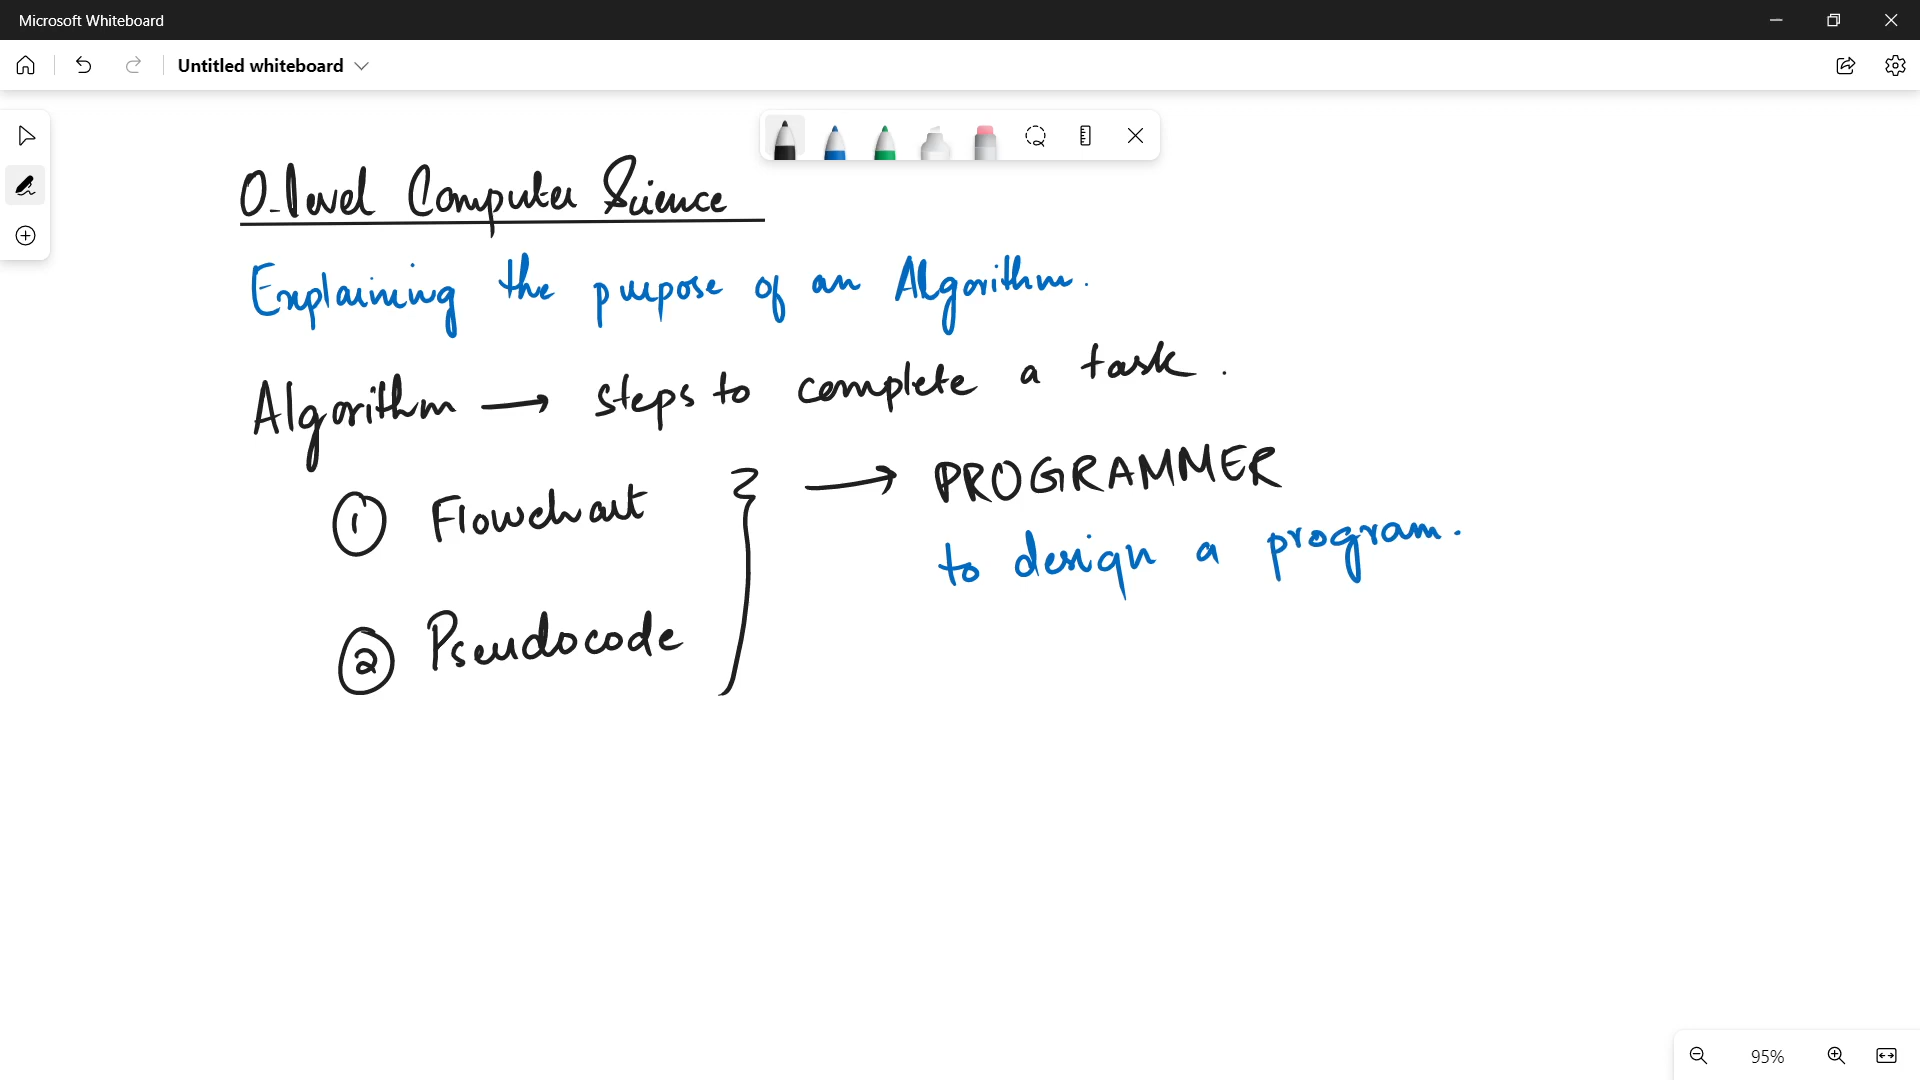 Microsoft Whiteboard
Untitled whiteboard
O-level Computer Science
Explaining the purpose of an Algorithm.
Algorithm → steps to complete a task.
① Flowchart } → PROGRAMMER
to design a program.
② Pseudocode
95%